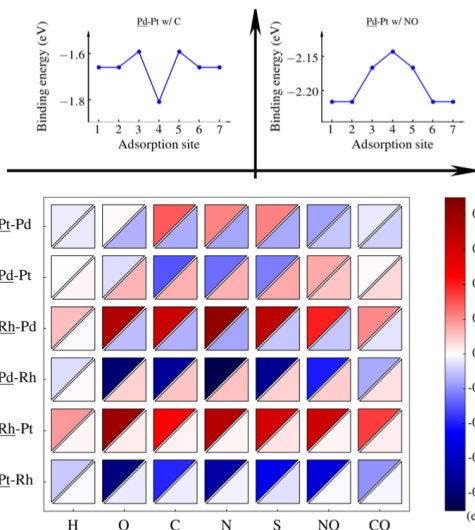 Pd-Pt w/ C
Pd-Pt w/ NO
Binding energy (eV)
−1.6
−1.8
1 2 3 4 5 6 7
Adsorption site
Binding energy (eV)
−2.15
−2.20
1 2 3 4 5 6 7
Adsorption site
Pt-Pd
Pd-Pt
Rh-Pd
Pd-Rh
Rh-Pt
Pt-Rh
H O C N S NO CO